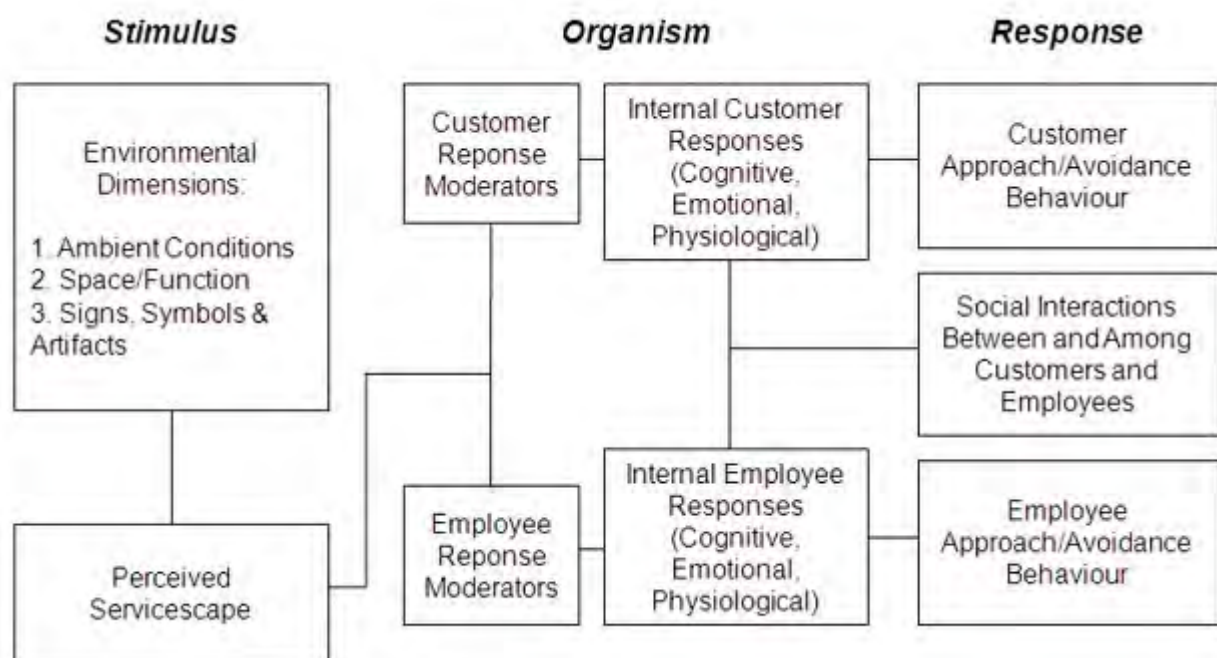 Stimulus
Organism
Response
Environmental
Dimensions:
1. Ambient Conditions
2. Space/Function
3. Signs, Symbols &
Artifacts
Perceived
Servicescape
Customer
Reponse
Moderators
Employee
Reponse
Moderators
Internal Customer
Responses
(Cognitive,
Emotional,
Physiological)
Internal Employee
Responses
(Cognitive,
Emotional,
Physiological)
Customer
Approach/Avoidance
Behaviour
Social Interactions
Between and Among
Customers and
Employees
Employee
Approach/Avoidance
Behaviour